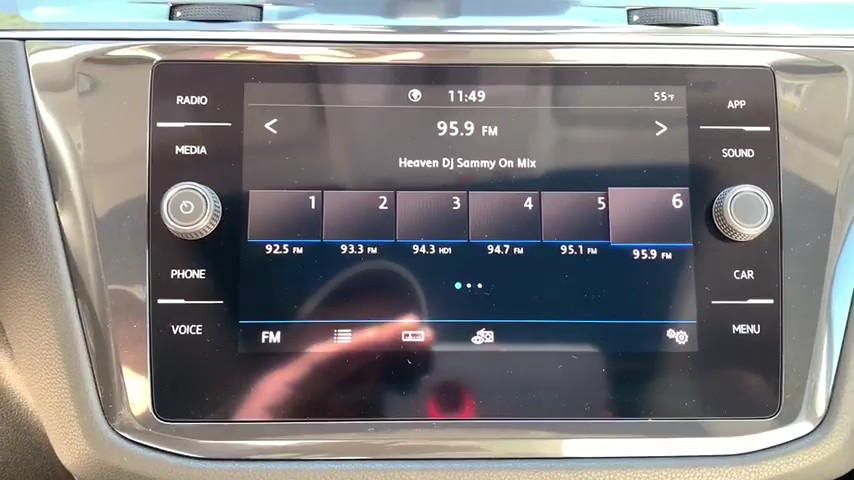 RADIO
MEDIA
PHONE
VOICE
11:49
55°F
95.9 FM
Heaven Dj Sammy On Mix
1 2 3 4 5 6
92.5 FM 93.3 FM 94.3 HD1 94.7 FM 95.1 FM 95.9 FM
FM
APP
SOUND
CAR
MENU